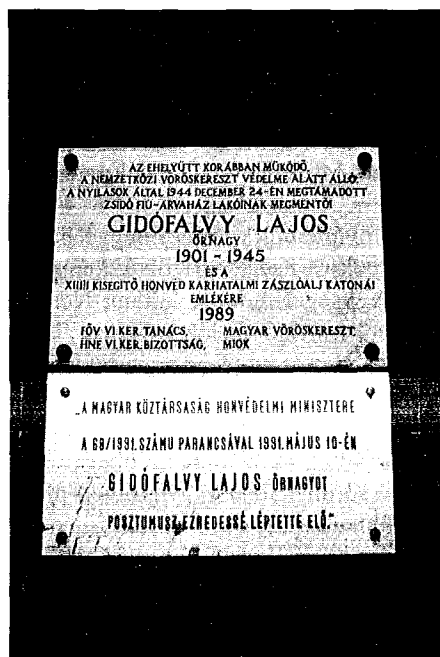 AZ EHELYÜTT KORÁBBAN MŰKÖDŐ,
A NEMZETKÖZI VÖRÖSKERESZT VÉDELME ALATT ÁLLÓ,
A NYILASOK ÁLTAL 1944 DECEMBER 24-ÉN MEGTÁMADOTT
ZSIDÓ FIÚ-ÁRVAHÁZ LAKÓINAK MEGMENTŐI
GIDÓFALVY LAJOS
ŐRNAGY
1901 - 1945
ÉS A
KISEGÍTŐ HONVÉD KARHATALMI ZÁSZLÓALJ KATONÁI
EMLÉKÉRE
1989
FŐV VI.KER. TANÁCS, MAGYAR VÖRÖSKERESZT,
HNF VI.KER. BIZOTTSÁG, MIOK
„A MAGYAR KÖZTÁRSASÁG HONVÉDELMI MINISZTERE
A 68/1991. SZÁMU PARANCSÁVAL 1991. MÁJUS 10-ÉN
GIDÓFALVY LAJOS ŐRNAGYOT
POSZTUMUSZ EZREDESSÉ LÉPTETTE ELŐ."